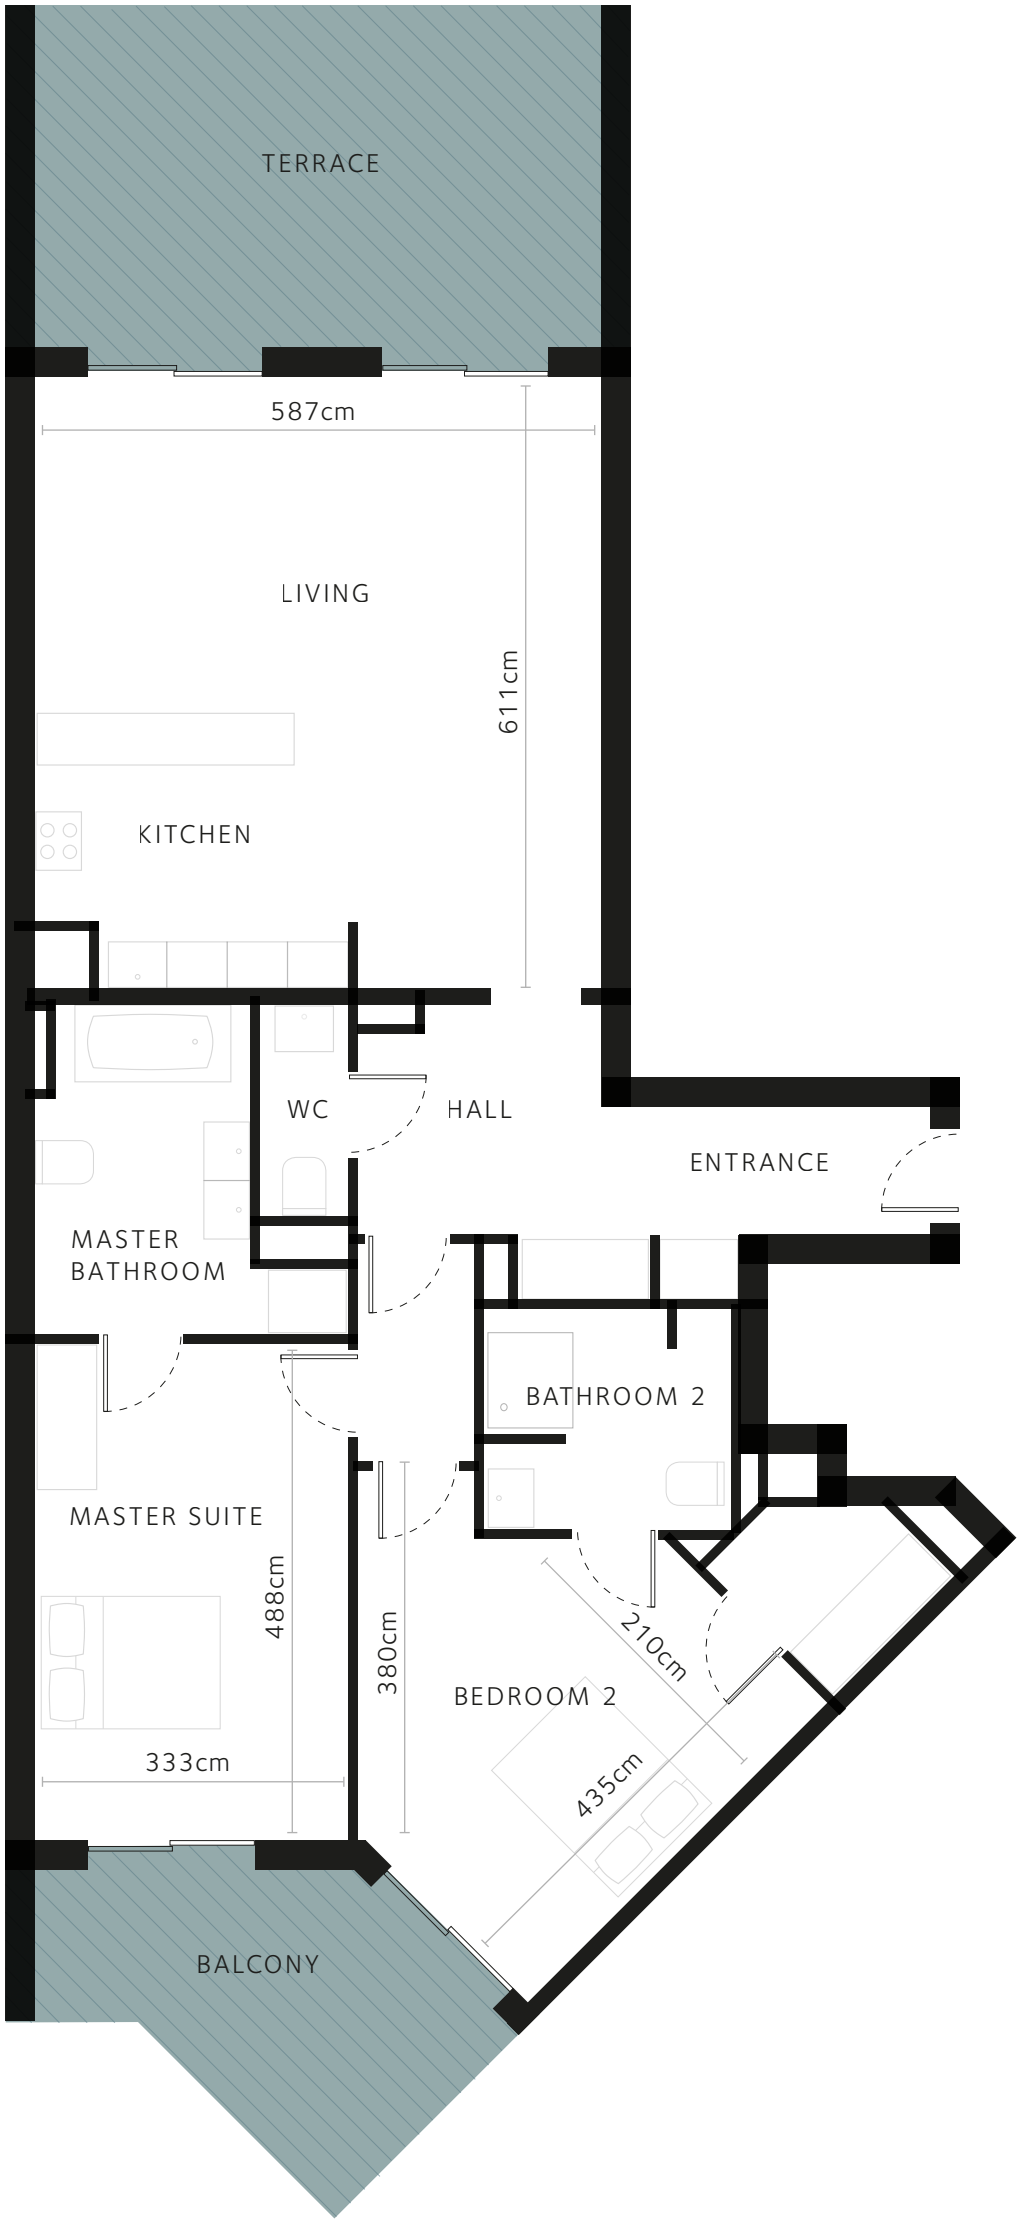 TERRACE
587cm
LIVING
611cm
KITCHEN
WC
HALL
ENTRANCE
MASTER
BATHROOM
BATHROOM 2
MASTER SUITE
488cm
380cm
210cm
BEDROOM 2
333cm
435cm
BALCONY